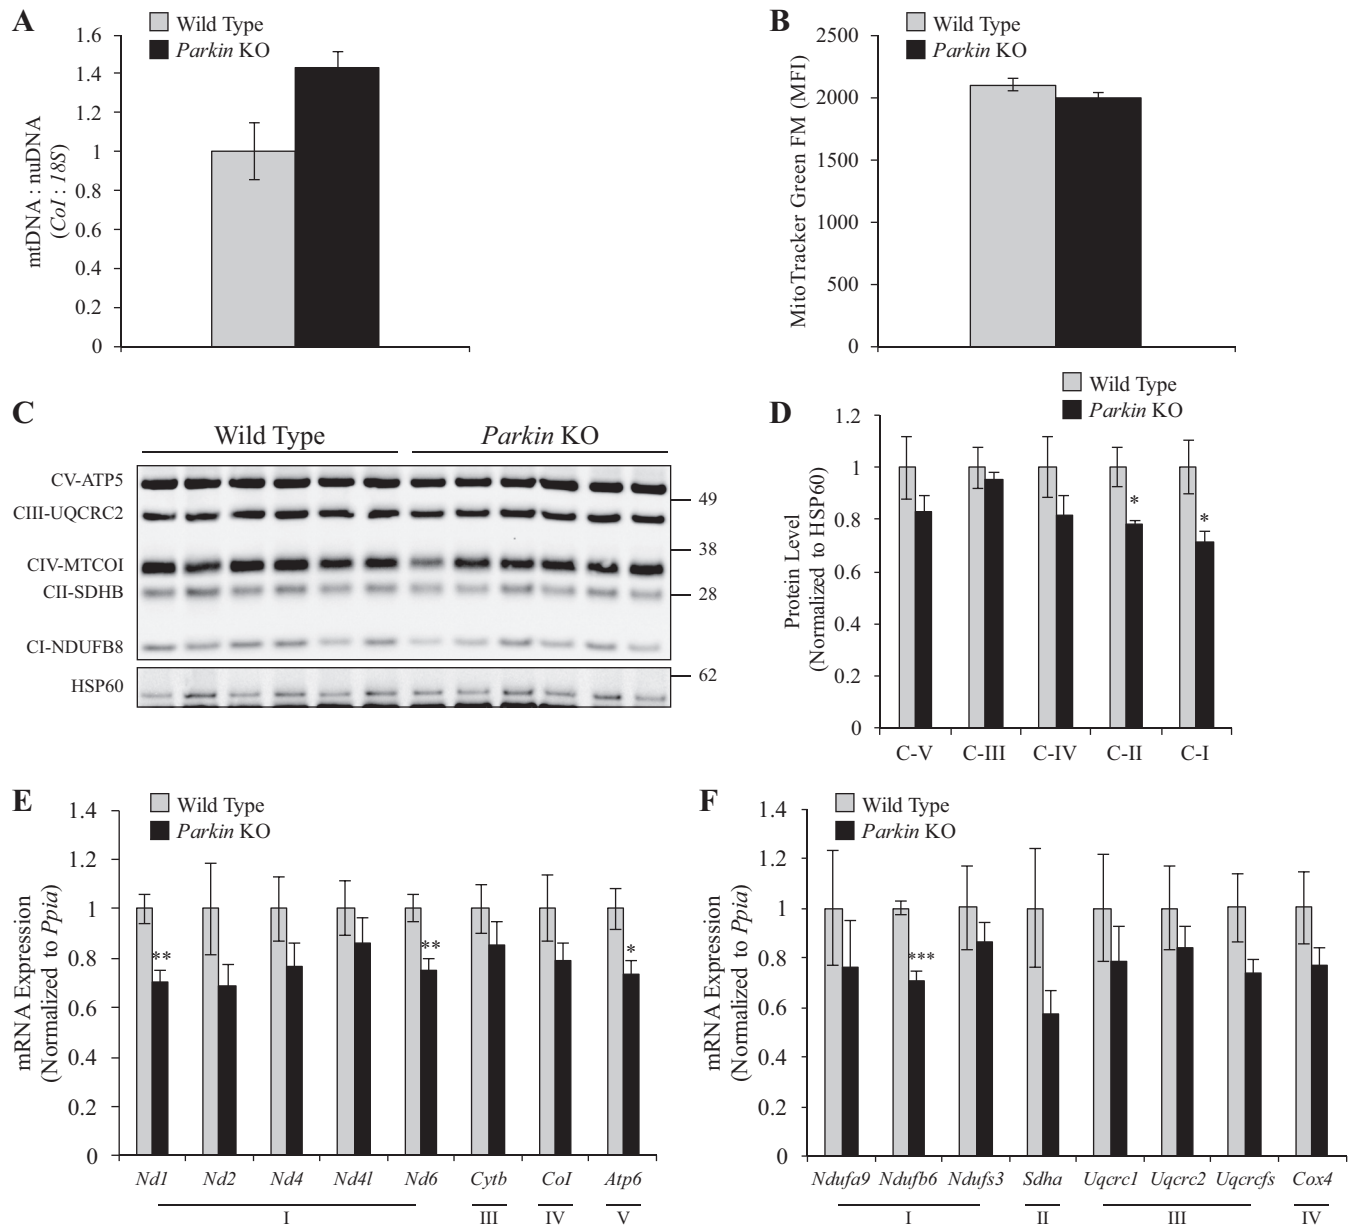 A
Wild Type
Parkin KO
mtDNA : nuDNA
(CoI : 18S)
1.6
1.4
1.2
1
0.8
0.6
0.4
0.2
0
B
Wild Type
Parkin KO
MitoTracker Green FM (MFI)
2500
2000
1500
1000
500
0
C
Wild Type
Parkin KO
CV-ATP5
CIII-UQCRC2
CIV-MTCOI
CII-SDHB
CI-NDUFB8
HSP60
49
38
28
62
D
Wild Type
Parkin KO
Protein Level
(Normalized to HSP60)
1.2
1
0.8
0.6
0.4
0.2
0
*
*
C-V C-III C-IV C-II C-I
E
Wild Type
Parkin KO
mRNA Expression
(Normalized to Ppia)
1.4
1.2
1
0.8
0.6
0.4
0.2
0
**
**
*
Nd1 Nd2 Nd4 Nd4l Nd6 Cytb CoI Atp6
I III IV V
F
Wild Type
Parkin KO
mRNA Expression
(Normalized to Ppia)
1.4
1.2
1
0.8
0.6
0.4
0.2
0
***
Ndufa9 Ndufb6 Ndufs3 Sdha Uqcrc1 Uqcrc2 Uqcrcfs Cox4
I II III IV